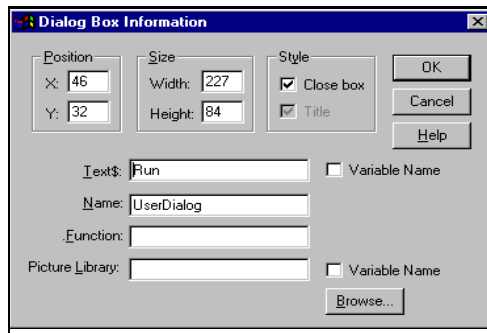 Dialog Box Information
Position
X: 46
Y: 32
Size
Width: 227
Height: 84
Style
Close box
Title
OK
Cancel
Help
Text$: Run
Variable Name
Name: UserDialog
.Function:
Picture Library:
Variable Name
Browse...